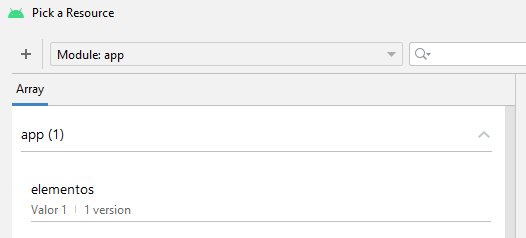 Pick a Resource
Module: app
Array
app (1)
elementos
Valor 1 | 1 version